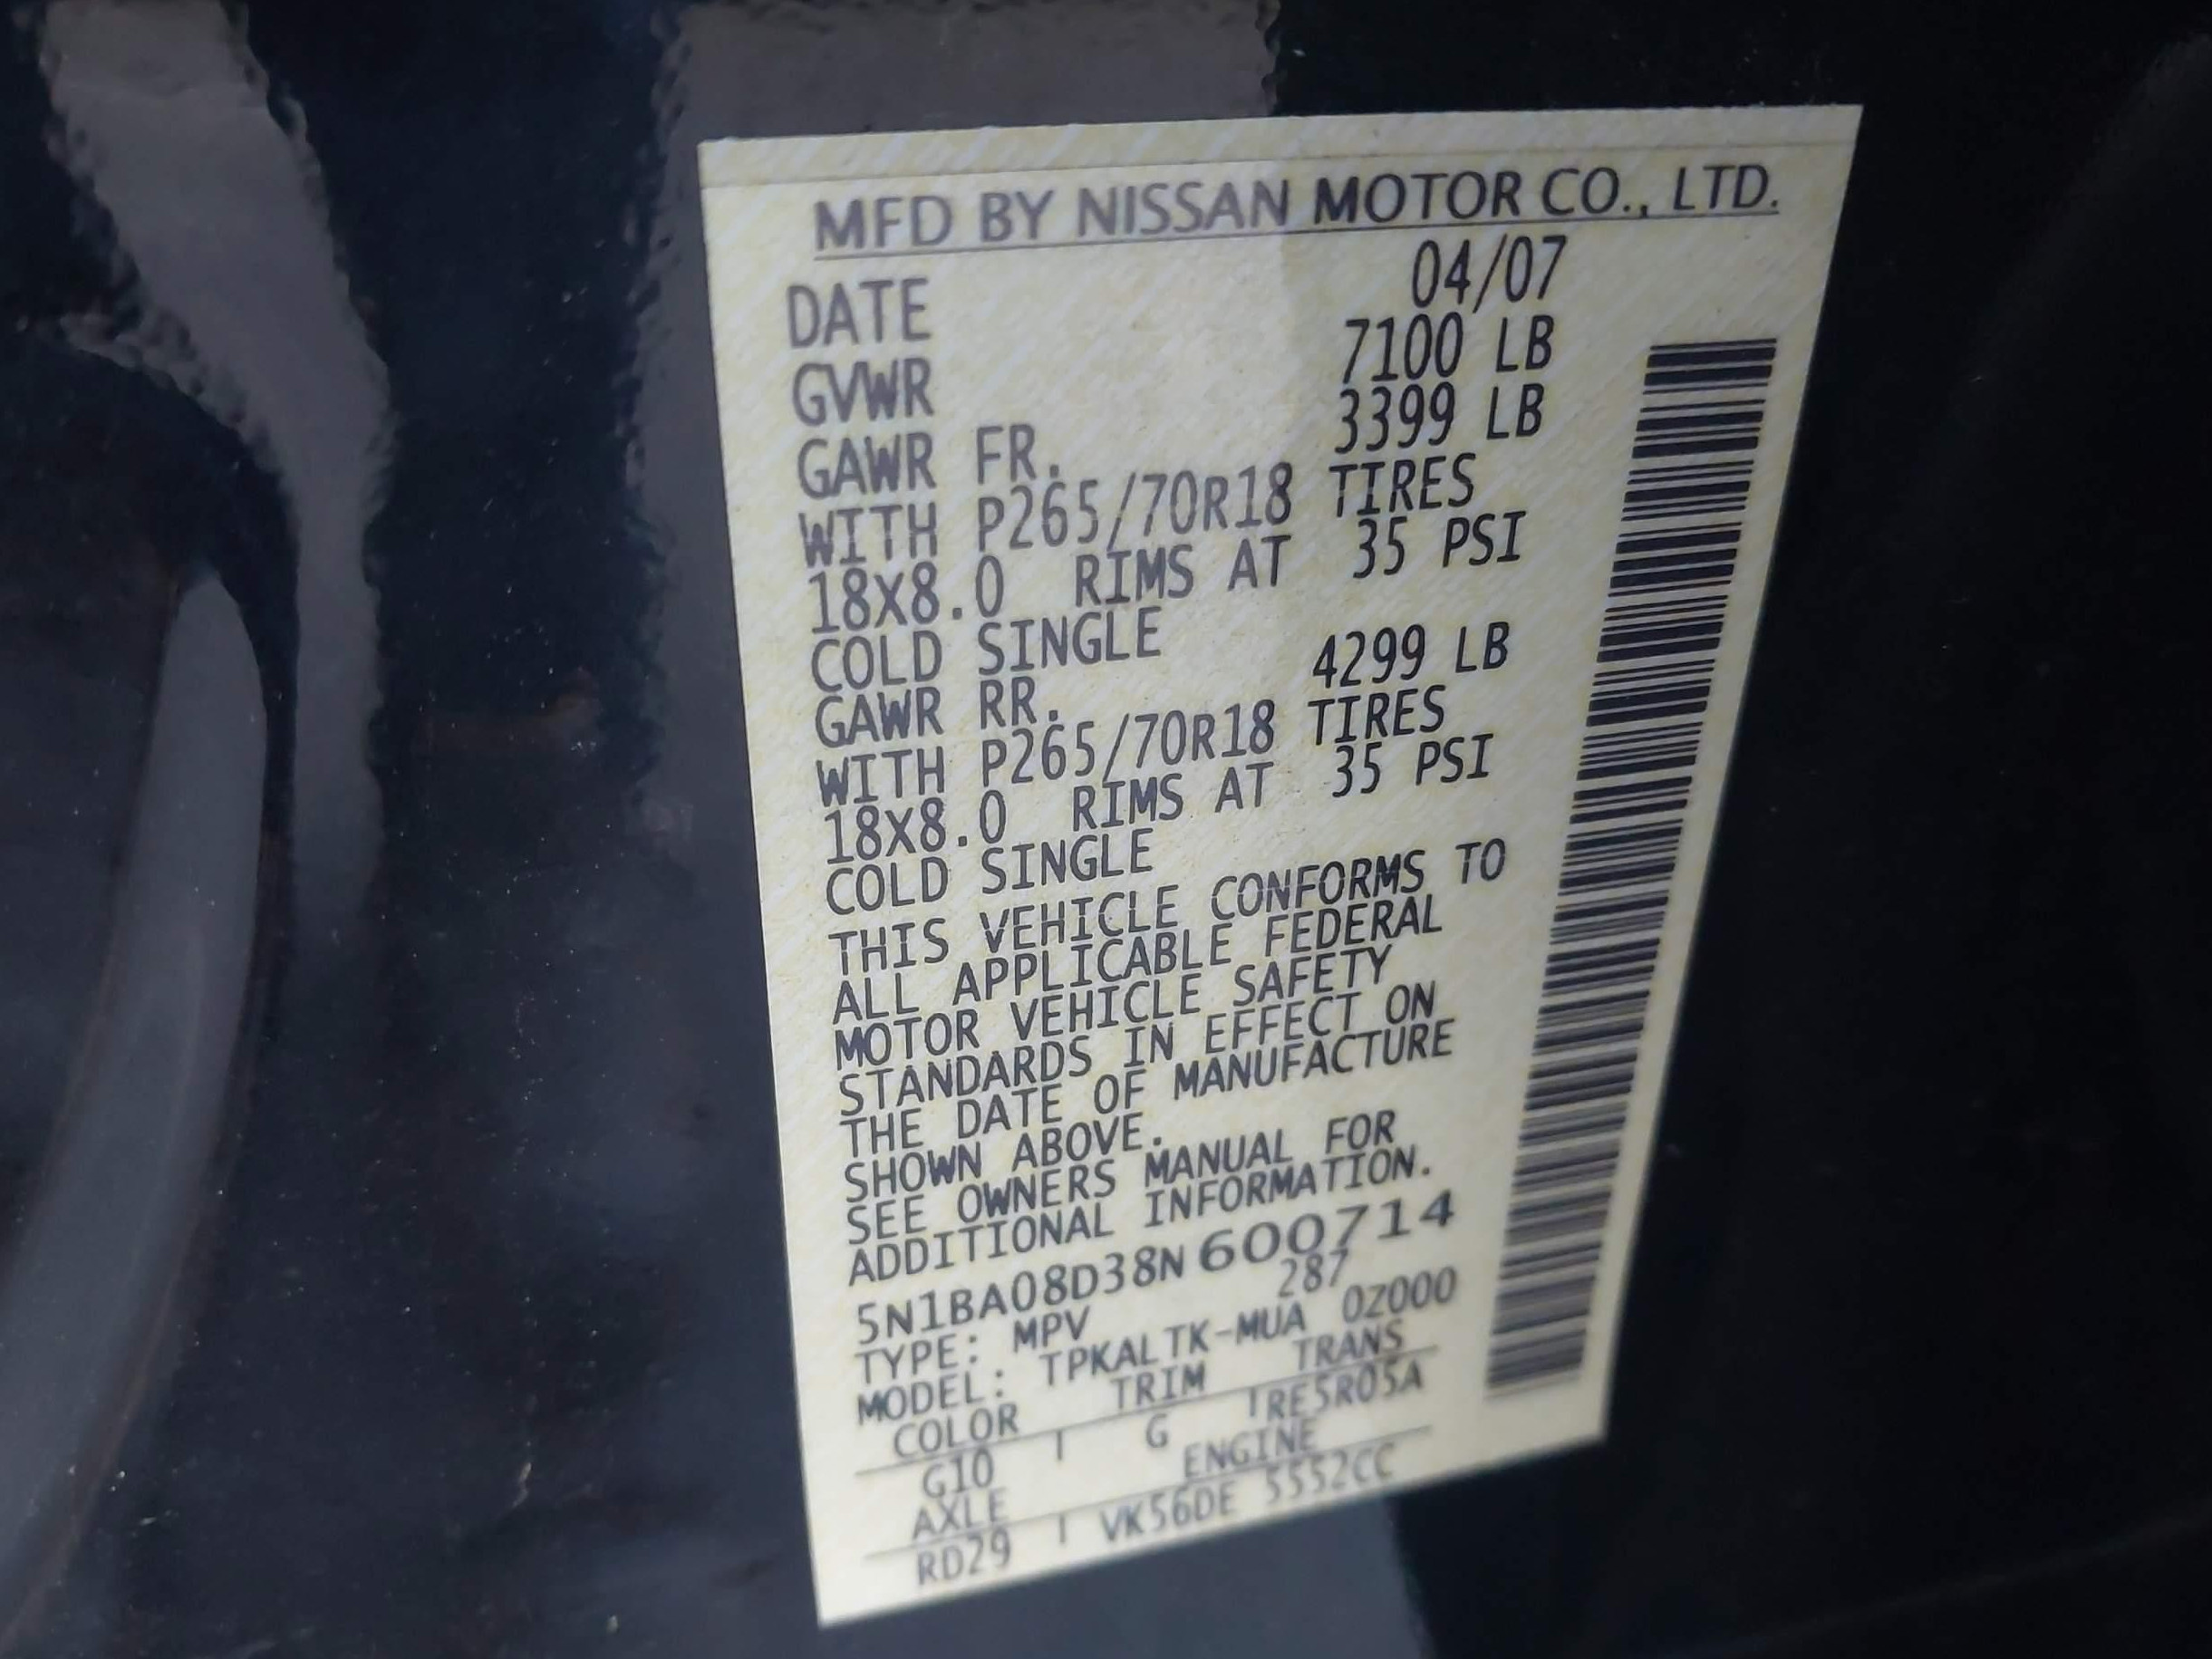 MFD BY NISSAN MOTOR CO., LTD.
DATE 04/07
GVWR 7100 LB
GAWR FR. 3399 LB
WITH P265/70R18 TIRES
18X8.0 RIMS AT 35 PSI
COLD SINGLE
GAWR RR. 4299 LB
WITH P265/70R18 TIRES
18X8.0 RIMS AT 35 PSI
COLD SINGLE
THIS VEHICLE CONFORMS TO
ALL APPLICABLE FEDERAL
MOTOR VEHICLE SAFETY
STANDARDS IN EFFECT ON
THE DATE OF MANUFACTURE
SHOWN ABOVE.
SEE OWNERS MANUAL FOR
ADDITIONAL INFORMATION.
5N1BA08D38N600714
TYPE: MPV 287
MODEL: TPKALTK-MUA 0Z000
COLOR TRIM TRANS
G10 | G |RE5R05A
AXLE ENGINE
RD29 | VK56DE 5552CC